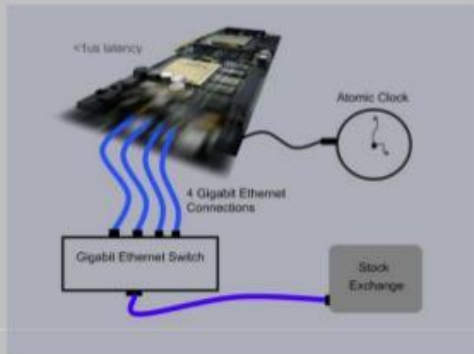 <1us latency
Atomic Clock
4 Gigabit Ethernet
Connections
Gigabit Ethernet Switch
Stock
Exchange